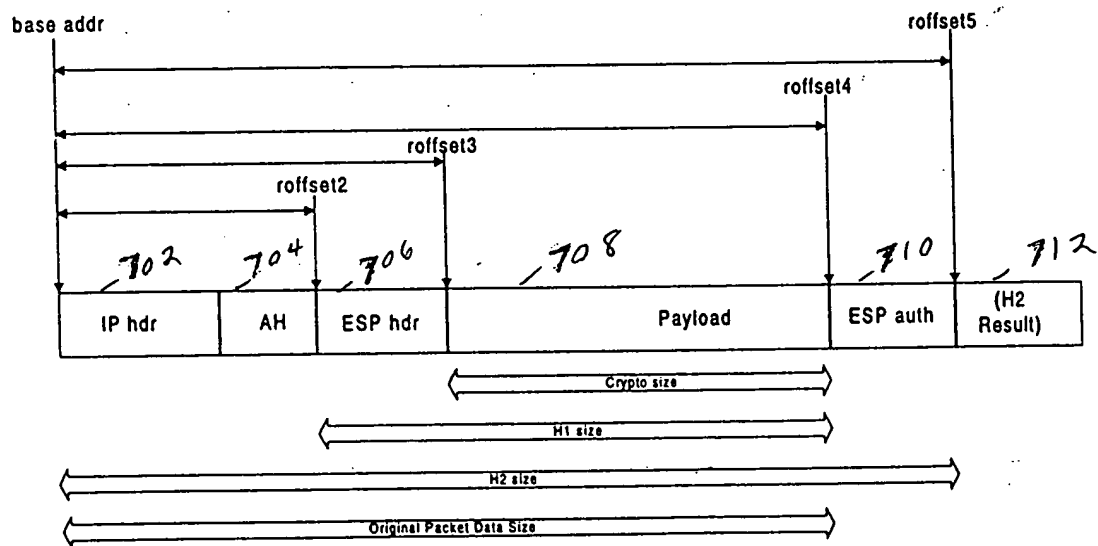 base addr
roffset5
roffset4
roffset3
roffset2
702
704
706
708
710
712
IP hdr
AH
ESP hdr
Payload
ESP auth
(H2
Result)
Crypto size
H1 size
H2 size
Original Packet Data Size